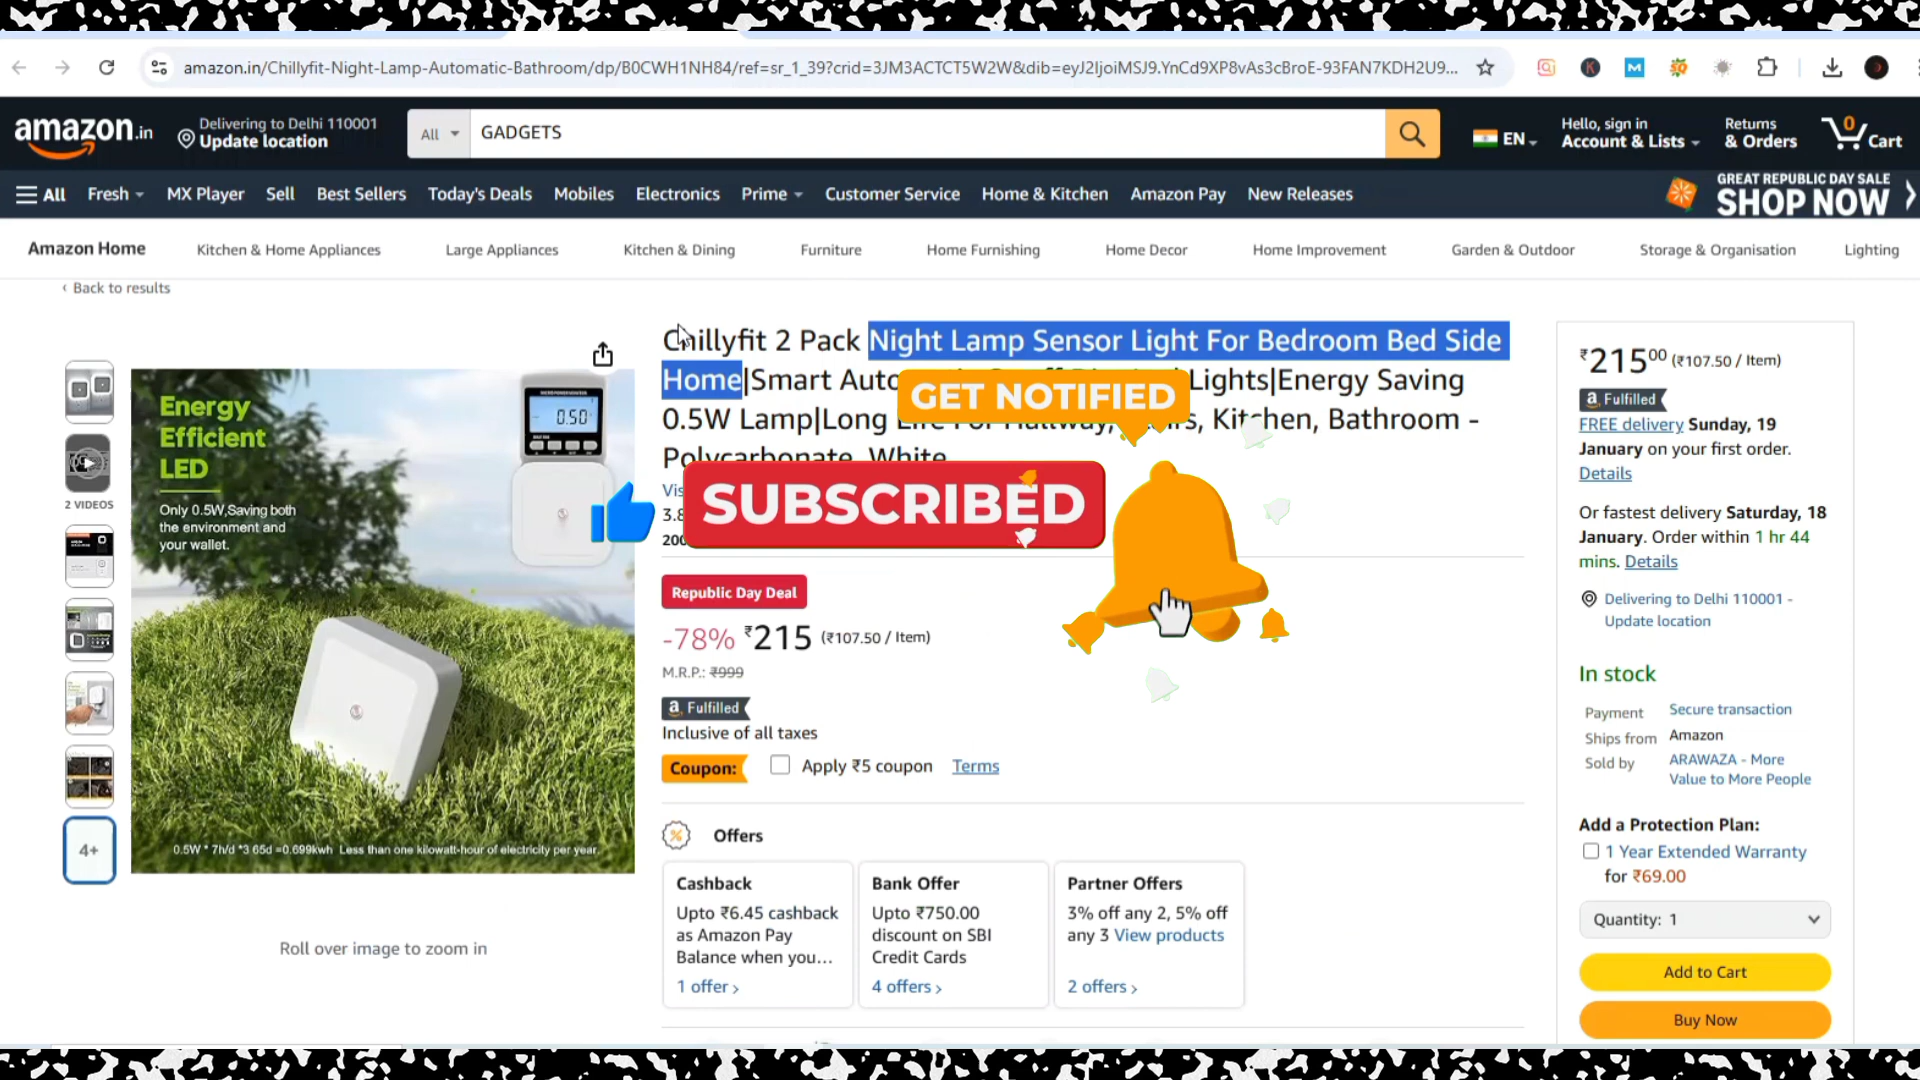 amazon.in/Chillyfit-Night-Lamp-Automatic-Bathroom/dp/B0CWH1NH84/ref=sr_1_39?crid=3JM3ACTCT5W2W&dib=eyJ2IjoiMSJ9.YnCd9XP8vAs3cBroE-93FAN7KDH2U9...
amazon.in
Delivering to Delhi 110001
Update location
All
GADGETS
EN
Hello, sign in
Account & Lists
Returns
& Orders
0
Cart
All
Fresh
MX Player
Sell
Best Sellers
Today's Deals
Mobiles
Electronics
Prime
Customer Service
Home & Kitchen
Amazon Pay
New Releases
GREAT REPUBLIC DAY SALE
SHOP NOW
Amazon Home
Kitchen & Home Appliances
Large Appliances
Kitchen & Dining
Furniture
Home Furnishing
Home Decor
Home Improvement
Garden & Outdoor
Storage & Organisation
Lighting
‹ Back to results
2 VIDEOS
4+
Energy
Efficient
LED
Only 0.5W,Saving both
the environment and
your wallet.
0.50
0.5W * 7h/d *3 65d =0.699kwh Less than one kilowatt-hour of electricity per year.
Roll over image to zoom in
Chillyfit 2 Pack Night Lamp Sensor Light For Bedroom Bed Side
Home|Smart Lights|Energy Saving
0.5W Lamp|Long Kitchen, Bathroom -
Polycarbonate, White
GET NOTIFIED
SUBSCRIBED
3.8
200
Republic Day Deal
-78% ₹215 (₹107.50 / Item)
M.R.P.: ₹999
a Fulfilled
Inclusive of all taxes
Coupon: Apply ₹5 coupon Terms
Offers
Cashback
Upto ₹6.45 cashback
as Amazon Pay
Balance when you...
1 offer ›
Bank Offer
Upto ₹750.00
discount on SBI
Credit Cards
4 offers ›
Partner Offers
3% off any 2, 5% off
any 3 View products
2 offers ›
₹215.00 (₹107.50 / Item)
a Fulfilled
FREE delivery Sunday, 19
January on your first order.
Details
Or fastest delivery Saturday, 18
January. Order within 1 hr 44
mins. Details
Delivering to Delhi 110001 -
Update location
In stock
Payment Secure transaction
Ships from Amazon
Sold by ARAWAZA - More
Value to More People
Add a Protection Plan:
1 Year Extended Warranty
for ₹69.00
Quantity: 1
Add to Cart
Buy Now